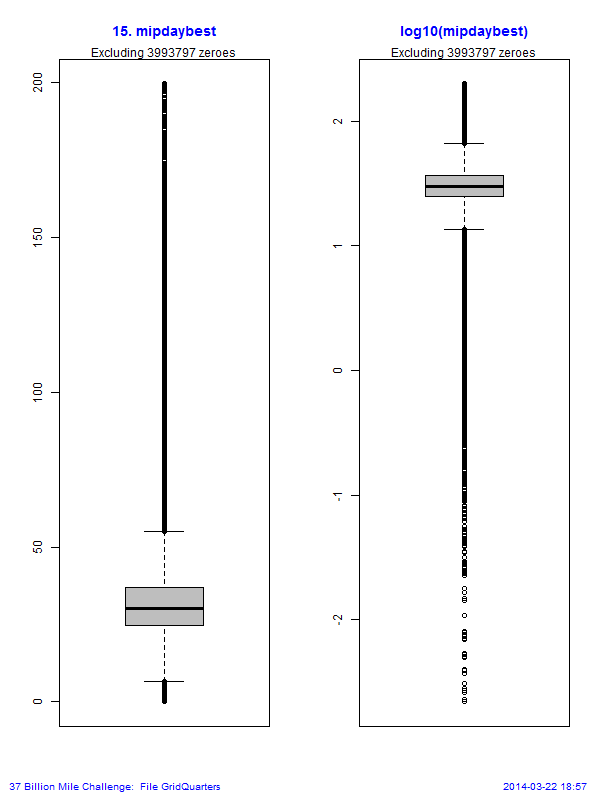 15. mipdaybest
Excluding 3993797 zeroes
200
150
100
50
0
log10(mipdaybest)
Excluding 3993797 zeroes
2
1
0
-1
-2
37 Billion Mile Challenge: File GridQuarters
2014-03-22 18:57